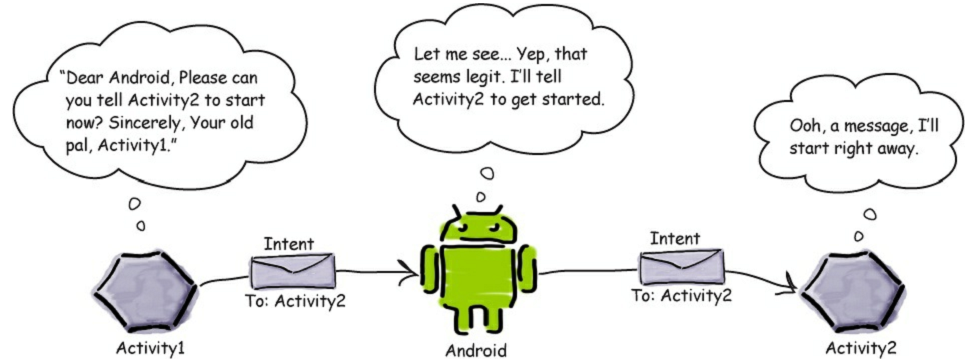 "Dear Android, Please can
you tell Activity2 to start
now? Sincerely, Your old
pal, Activity1."
Let me see... Yep, that
seems legit. I'll tell
Activity2 to get started.
Ooh, a message, I'll
start right away.
Intent
To: Activity2
Intent
To: Activity2
Activity1
Android
Activity2